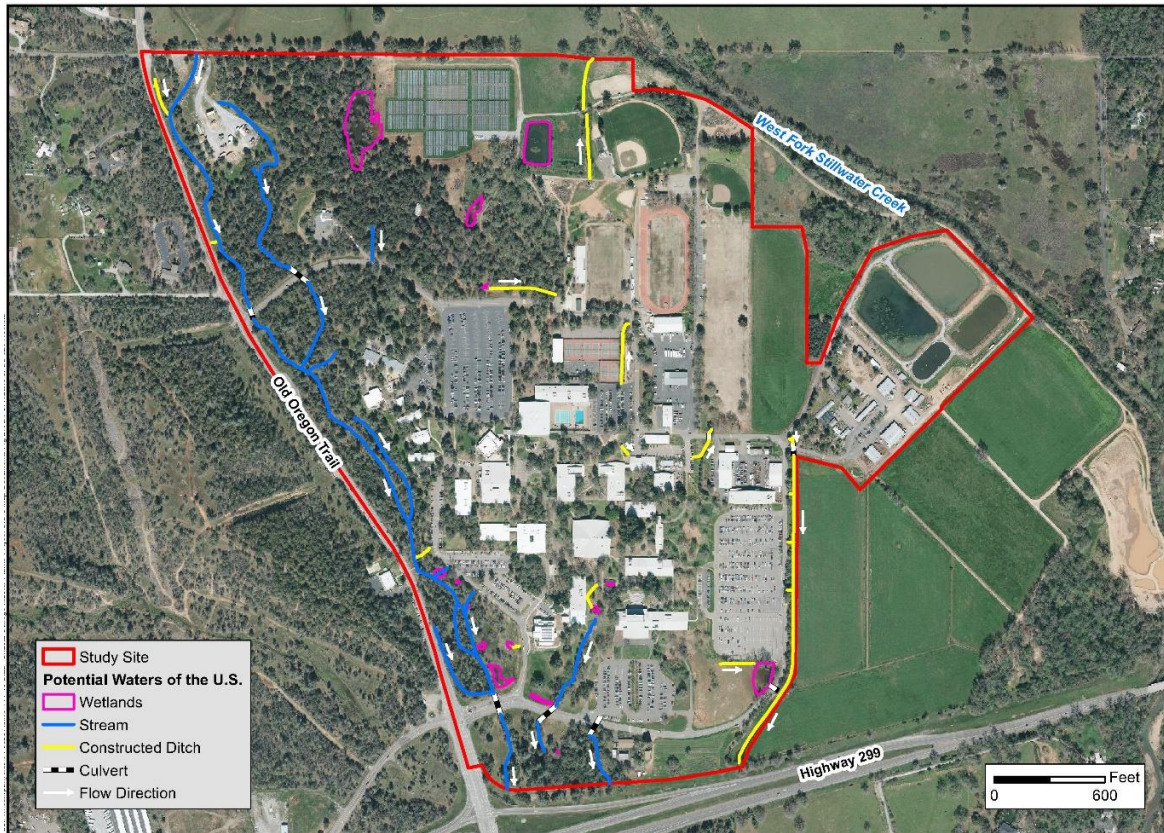 West Fork Stillwater Creek
Old Oregon Trail
Highway 299
Study Site
Potential Waters of the U.S.
Wetlands
Stream
Constructed Ditch
Culvert
Flow Direction
Feet
0 600